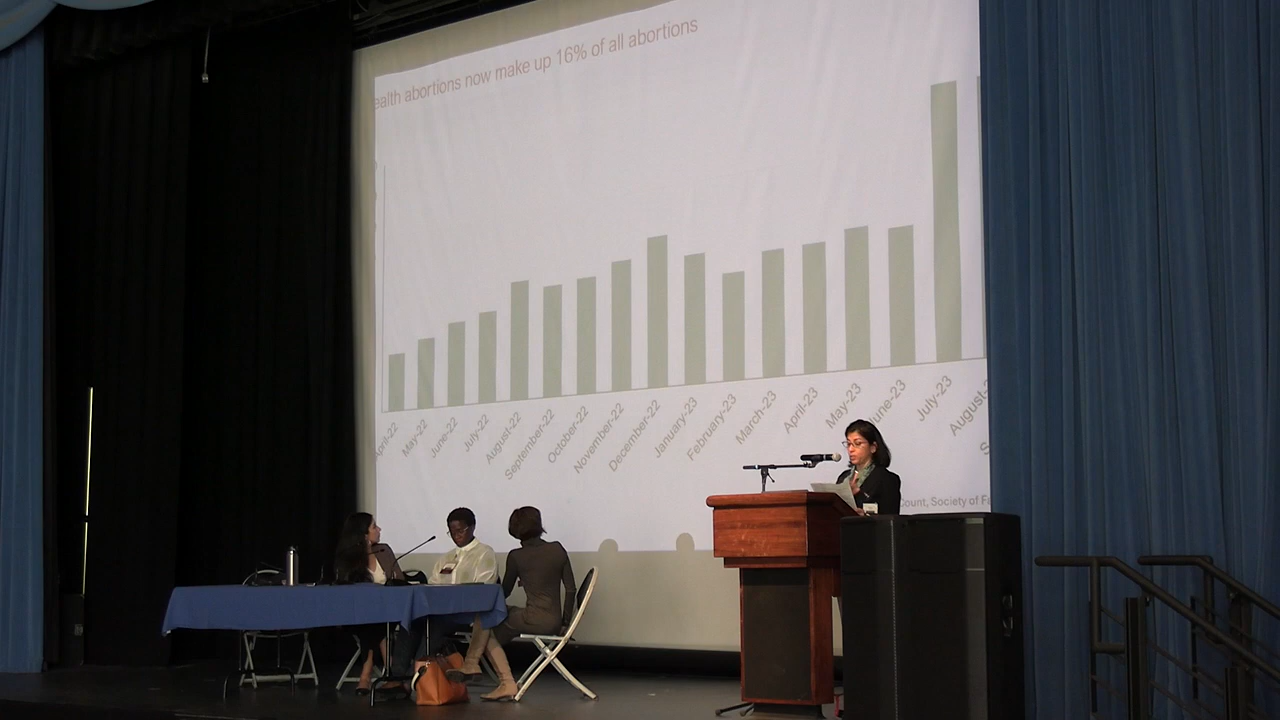 ealth abortions now make up 16% of all abortions
pril-22
May-22
June-22
July-22
August-22
September-22
October-22
November-22
December-22
January-23
February-23
March-23
April-23
May-23
June-23
July-23
August-
S
Count, Society of F